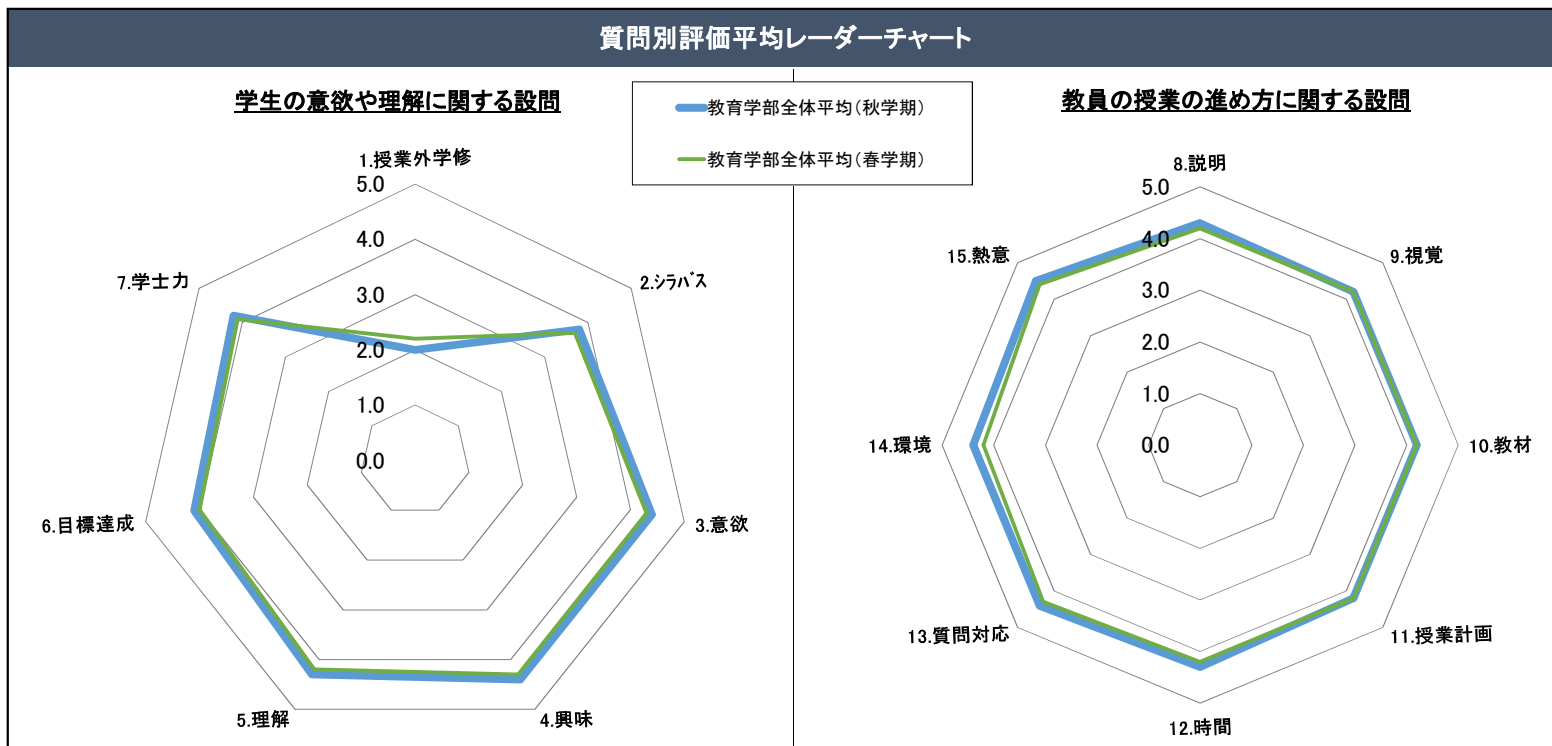 質問別評価平均レーダーチャート
学生の意欲や理解に関する設問
教育学部全体平均(秋学期)
教育学部全体平均(春学期)
教員の授業の進め方に関する設問
1.授業外学修
5.0
4.0
3.0
2.0
1.0
0.0
2.シラバス
3.意欲
4.興味
5.理解
6.目標達成
7.学士力
8.説明
5.0
4.0
3.0
2.0
1.0
0.0
9.視覚
10.教材
11.授業計画
12.時間
13.質問対応
14.環境
15.熱意